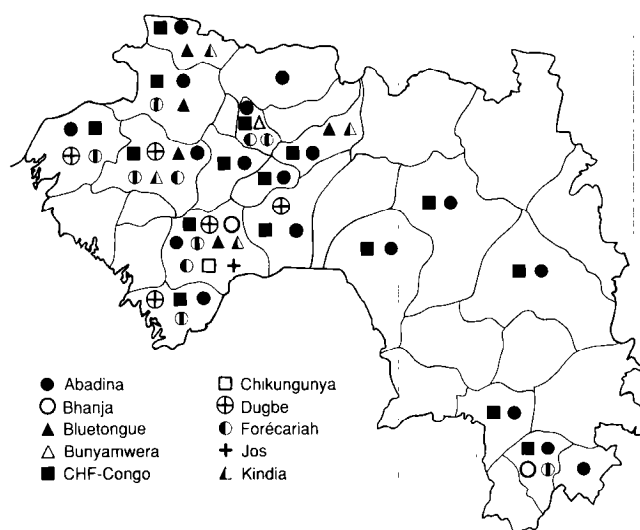 Abadina
Bhanja
Bluetongue
Bunyamwera
CHF-Congo
Chikungunya
Dugbe
Forécariah
Jos
Kindia